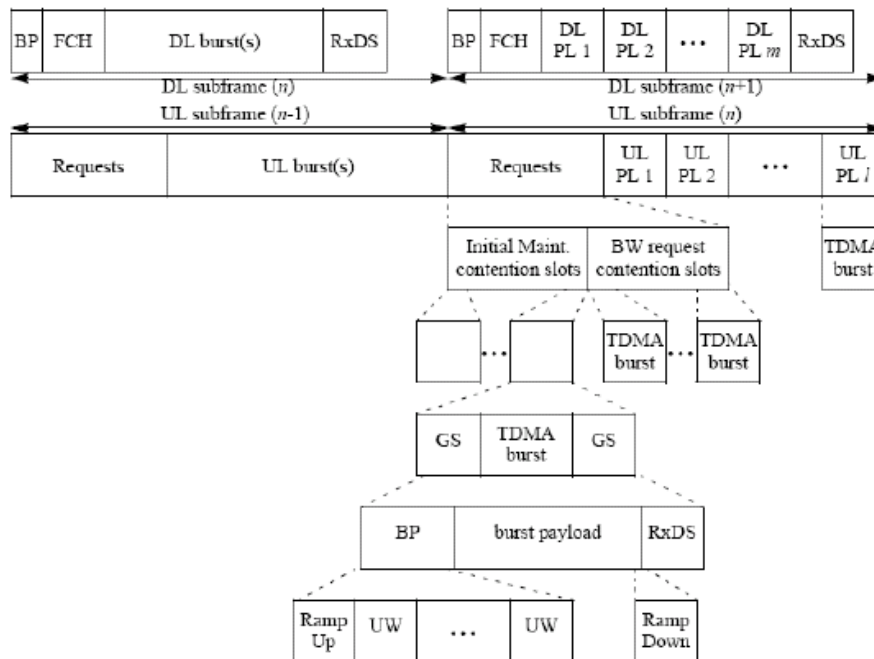 BP FCH DL burst(s) RxDS BP FCH DL PL 1 DL PL 2 ••• DL PL m RxDS
DL subframe (n) DL subframe (n+1)
UL subframe (n-1) UL subframe (n)
Requests UL burst(s) Requests UL PL 1 UL PL 2 ••• UL PL l
Initial Maint. contention slots BW request contention slots TDMA burst
••• TDMA burst ••• TDMA burst
GS TDMA burst GS
BP burst payload RxDS
Ramp Up UW ••• UW Ramp Down